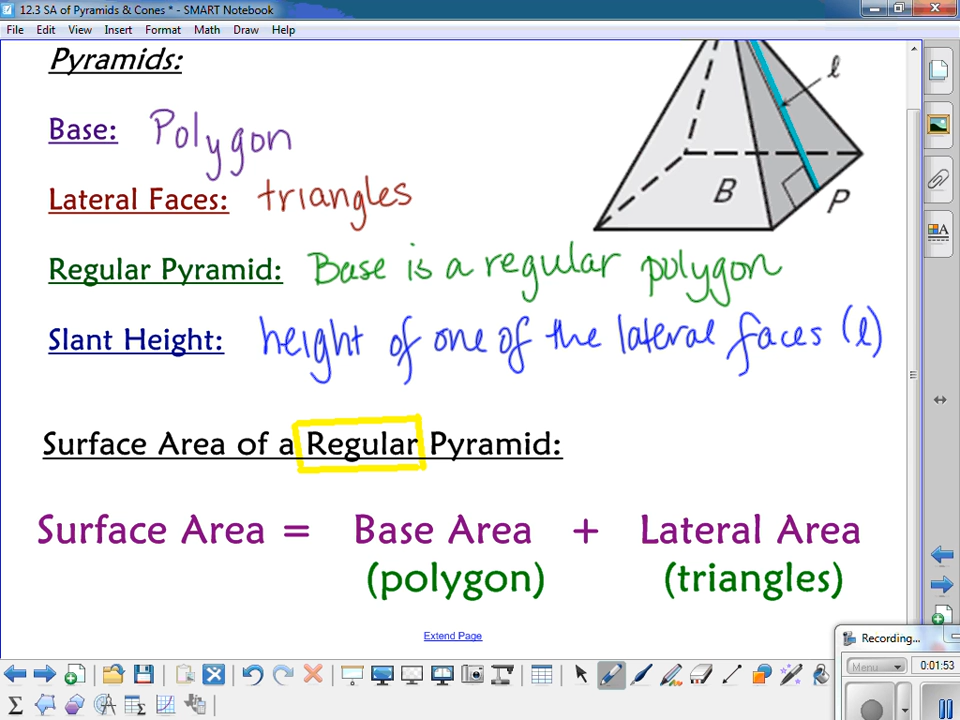 12.3 SA of Pyramids & Cones * - SMART Notebook
File Edit View Insert Format Math Draw Help
Pyramids:
l
Base: Polygon
Lateral Faces: triangles
B
P
Regular Pyramid: Base is a regular polygon
Slant Height: height of one of the lateral faces (l)
Surface Area of a Regular Pyramid:
Surface Area = Base Area + Lateral Area
(polygon) (triangles)
Extend Page
Recording...
Menu
0:01:53